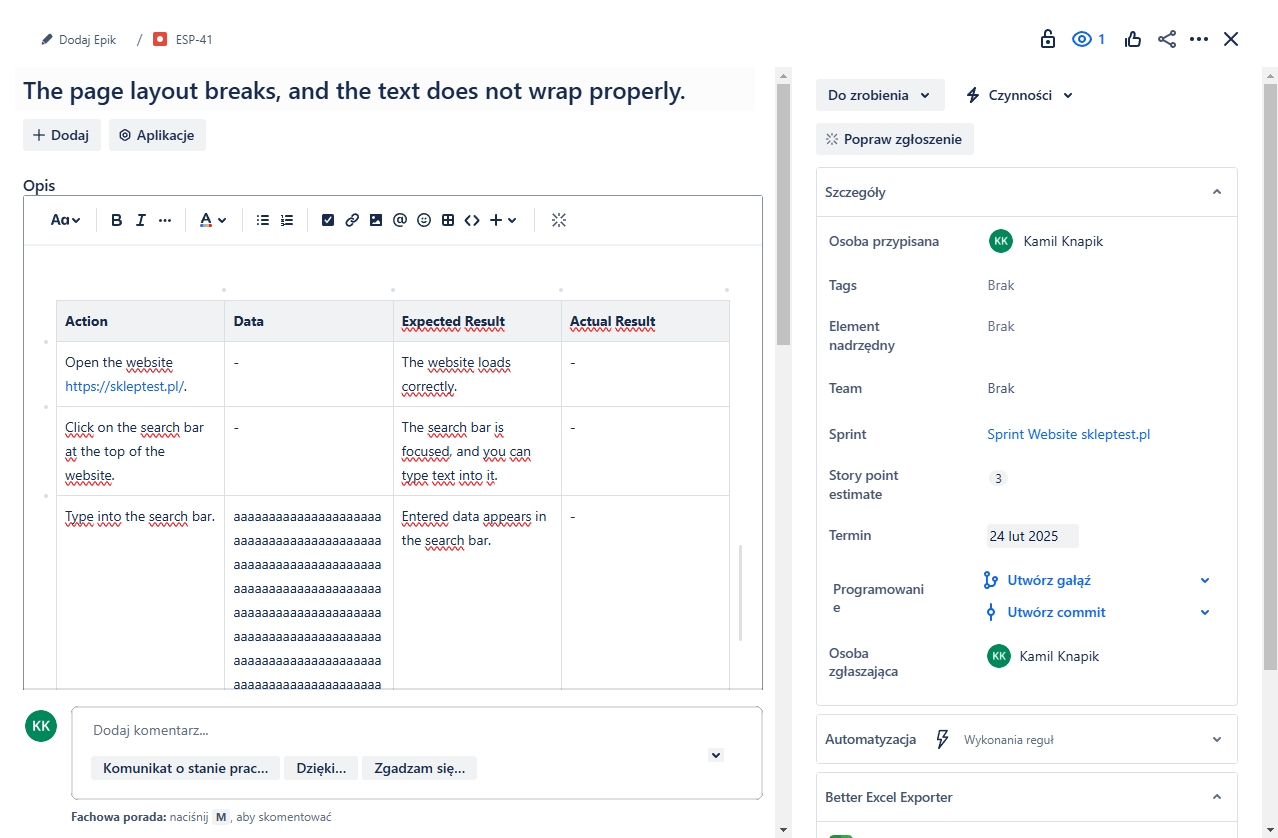 Dodaj Epik / ESP-41
1
The page layout breaks, and the text does not wrap properly.
Dodaj Aplikacje
Opis
Aa B I A @
Action Data Expected Result Actual Result
Open the website
https://skleptest.pl/.
-
The website loads
correctly.
-
Click on the search bar
at the top of the
website.
-
The search bar is
focused, and you can
type text into it.
-
Type into the search bar.
aaaaaaaaaaaaaaaaaaaaa
aaaaaaaaaaaaaaaaaaaaa
aaaaaaaaaaaaaaaaaaaaa
aaaaaaaaaaaaaaaaaaaaa
aaaaaaaaaaaaaaaaaaaaa
aaaaaaaaaaaaaaaaaaaaa
aaaaaaaaaaaaaaaaaaaaa
aaaaaaaaaaaaaaaaaaaaa
Entered data appears in
the search bar.
-
KK
Dodaj komentarz...
Komunikat o stanie prac... Dzięki... Zgadzam się...
Fachowa porada: naciśnij M, aby skomentować
Do zrobienia Czynności
Popraw zgłoszenie
Szczegóły
Osoba przypisana KK Kamil Knapik
Tags Brak
Element
nadrzędny
Brak
Team Brak
Sprint Sprint Website skleptest.pl
Story point
estimate
3
Termin 24 lut 2025
Programowani
e
Utwórz gałąź
Utwórz commit
Osoba
zgłaszająca
KK Kamil Knapik
Automatyzacja Wykonania reguł
Better Excel Exporter